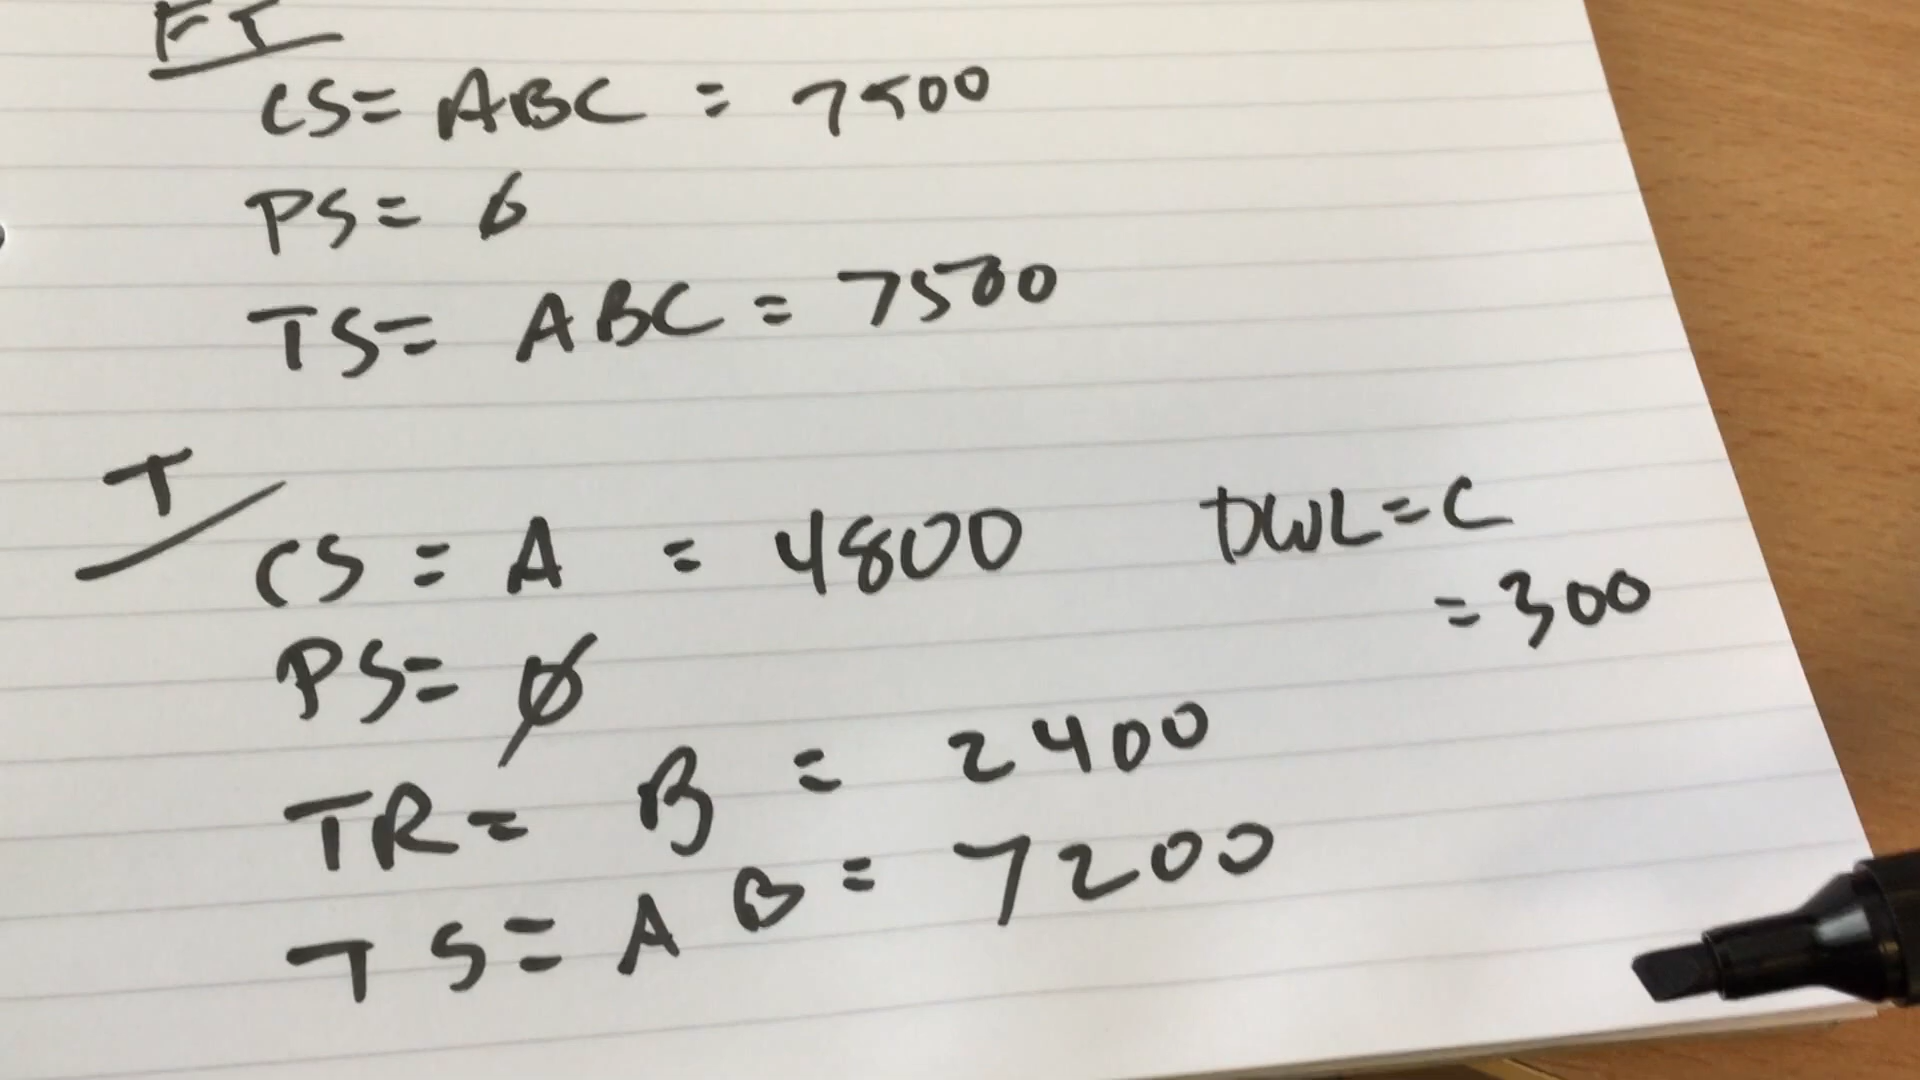 FT
CS= ABC = 7500
PS= 0
TS= ABC = 7500
T
CS = A = 4800
DWL=C
= 300
PS= 0
TR= B = 2400
TS= AB = 7200